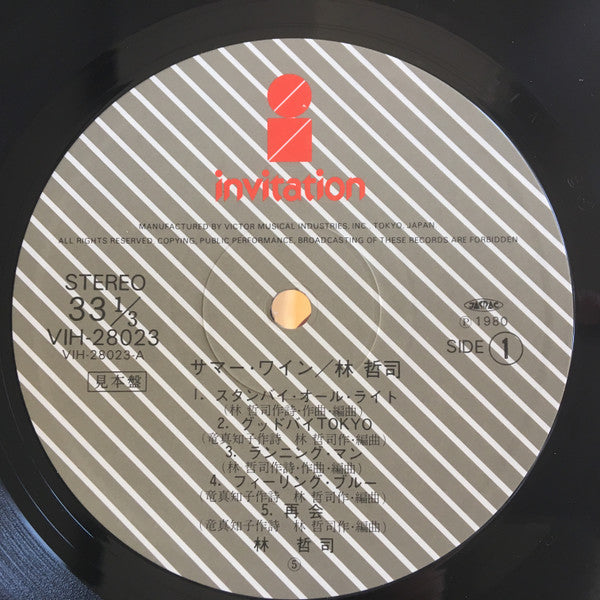 invitation
MANUFACTURED BY VICTOR MUSICAL INDUSTRIES, INC., TOKYO, JAPAN
ALL RIGHTS RESERVED. COPYING, PUBLIC PERFORMANCE, BROADCASTING OF THESE RECORDS ARE FORBIDDEN
STEREO
33 1/3
VIH-28023
VIH-28023-A
見本盤
JASRAC
Ⓟ 1980
SIDE 1
サマー・ワイン／林 哲司
1. スタンバイ・オール・ライト
(林 哲司作詩・作曲・編曲)
2. グッドバイTOKYO
(竜真知子作詩 林 哲司作・編曲)
3. ランニング・マン
(林 哲司作詩・作曲・編曲)
4. フィーリング・ブルー
(竜真知子作詩 林 哲司作・編曲)
5. 再会
(竜真知子作詩 林 哲司作・編曲)
林 哲司
⑤